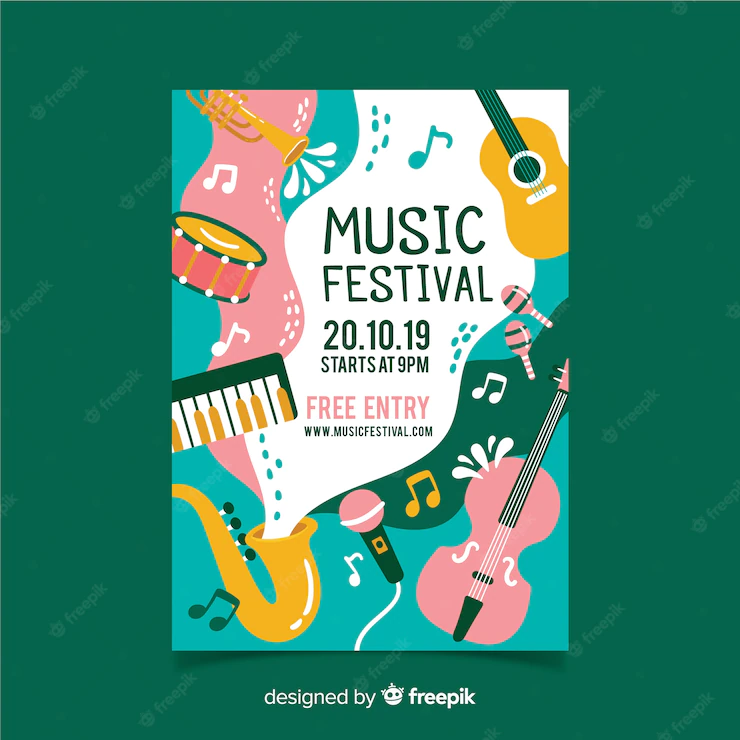 MUSIC
FESTIVAL
20.10.19
STARTS AT 9PM
FREE ENTRY
WWW.MUSICFESTIVAL.COM
designed by freepik